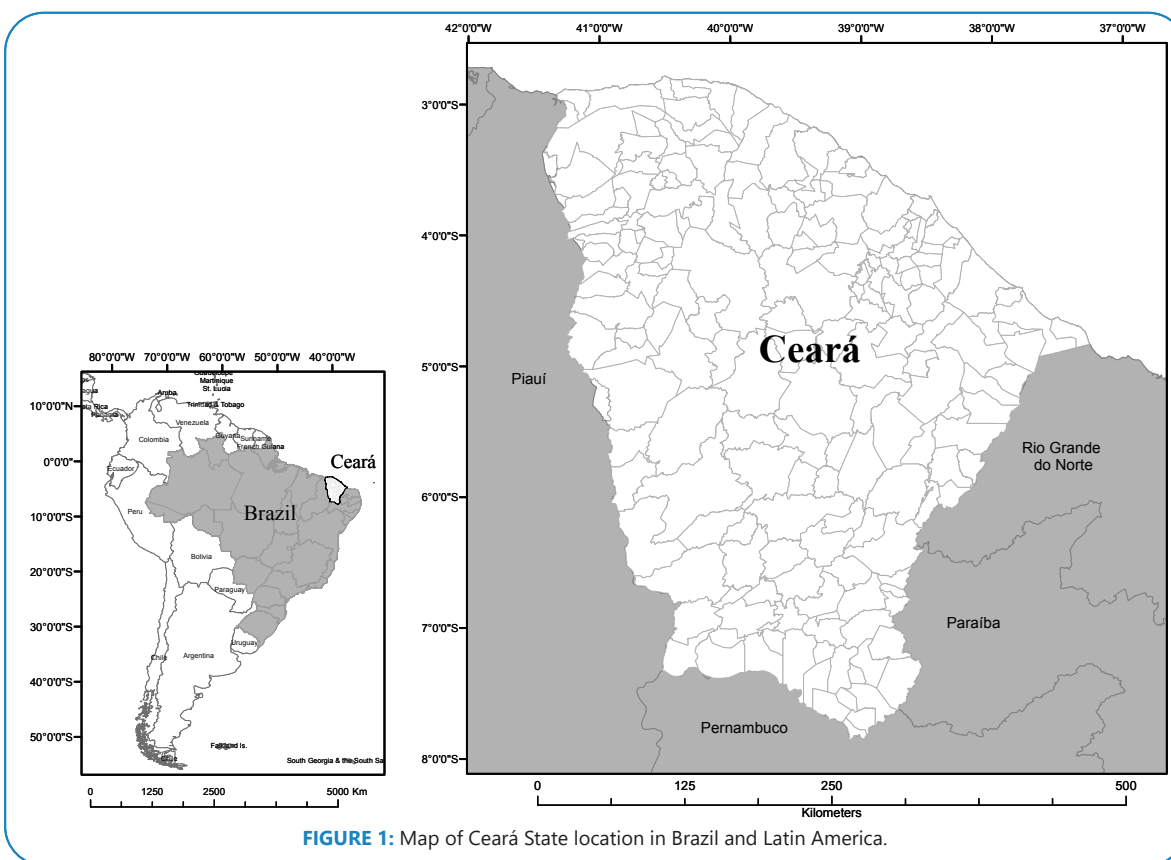 42°0'0"W 41°0'0"W 40°0'0"W 39°0'0"W 38°0'0"W 37°0'0"W
3°0'0"S
4°0'0"S
5°0'0"S
6°0'0"S
7°0'0"S
8°0'0"S
Ceará
Piauí
Rio Grande
do Norte
Paraíba
Pernambuco
0 125 250 500
Kilometers
80°0'0"W 70°0'0"W 60°0'0"W 50°0'0"W 40°0'0"W
10°0'0"N
0°0'0"S
10°0'0"S
20°0'0"S
30°0'0"S
40°0'0"S
50°0'0"S
Martinique
St. Lucia
Aruba
Trinidad & Tobago
Venezuela
Guyana
Suriname
French Guiana
Colombia
Ecuador
Ceará
Brazil
Peru
Bolivia
Paraguay
Uruguay
Chile
Argentina
Falkland Is.
Chile
South Georgia & the South Sa
0 1250 2500 5000 Km
FIGURE 1: Map of Ceará State location in Brazil and Latin America.